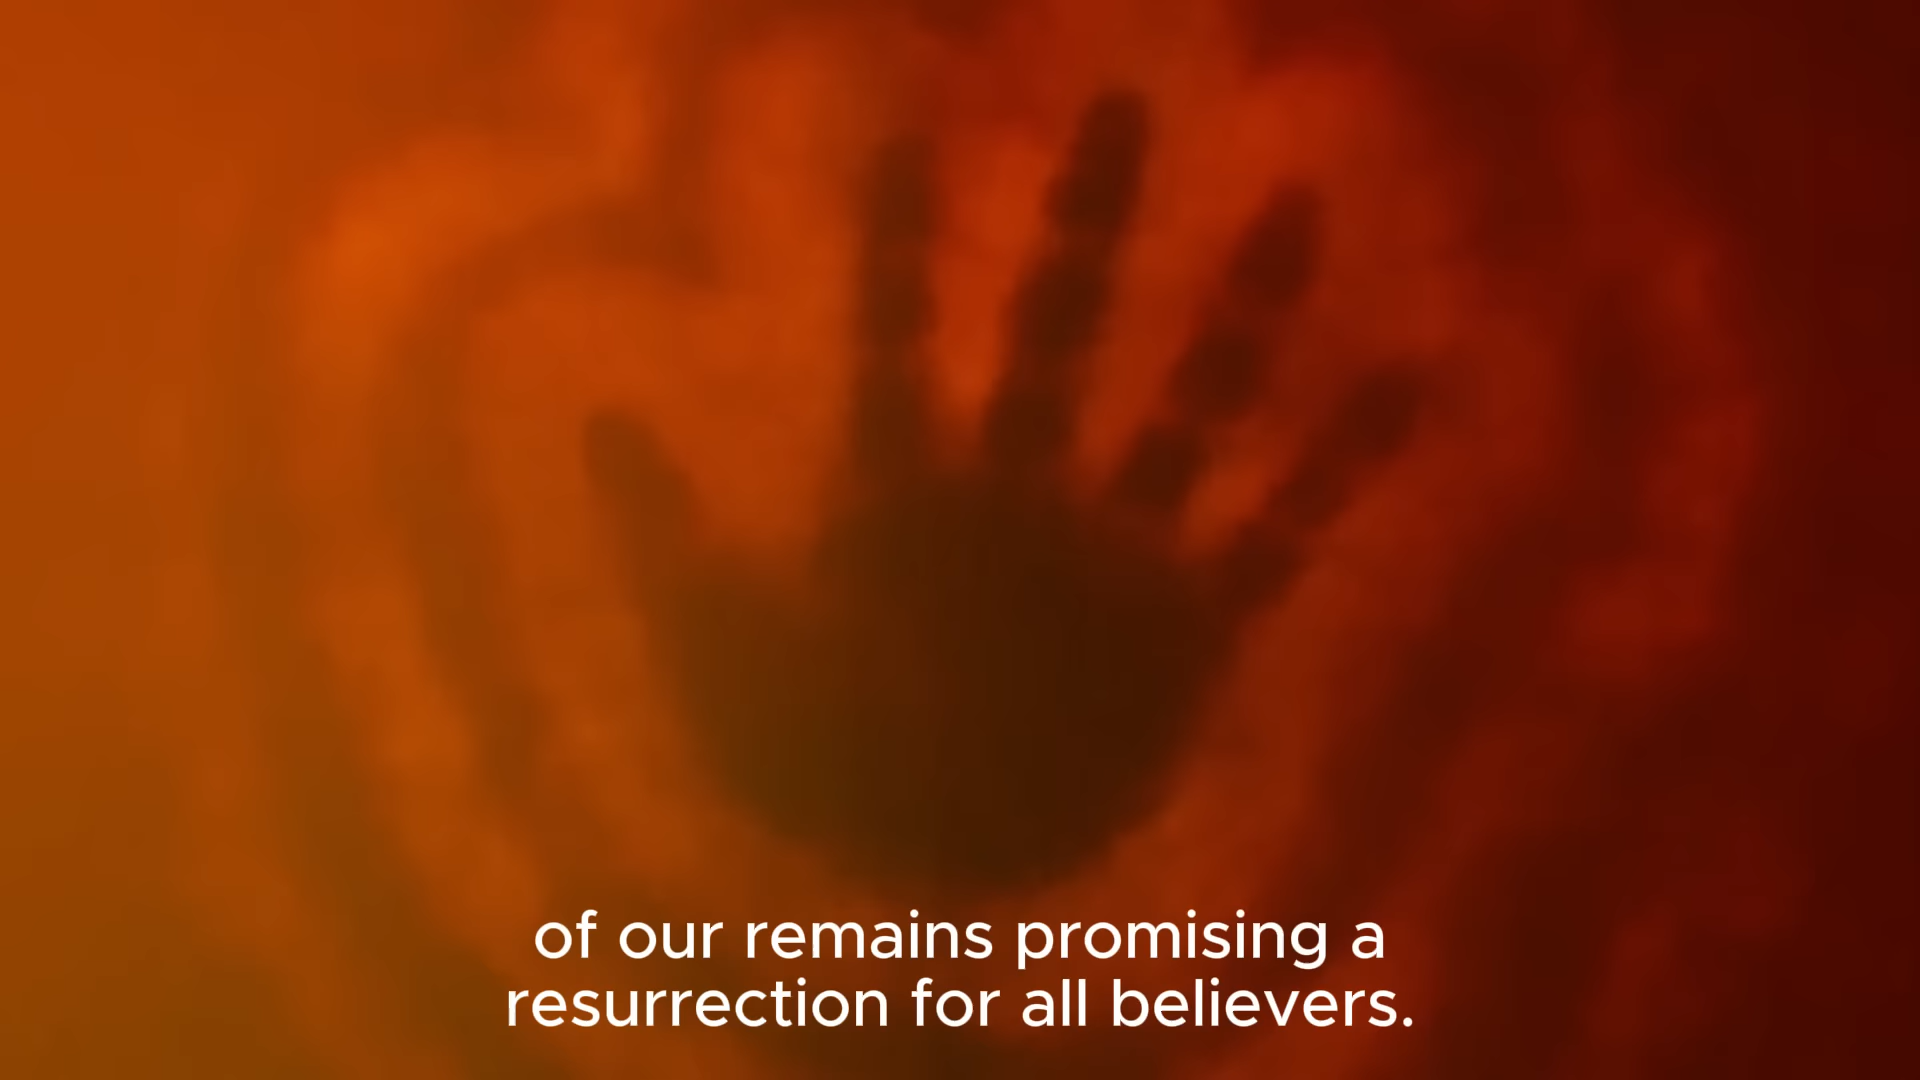 of our remains promising a
resurrection for all believers.